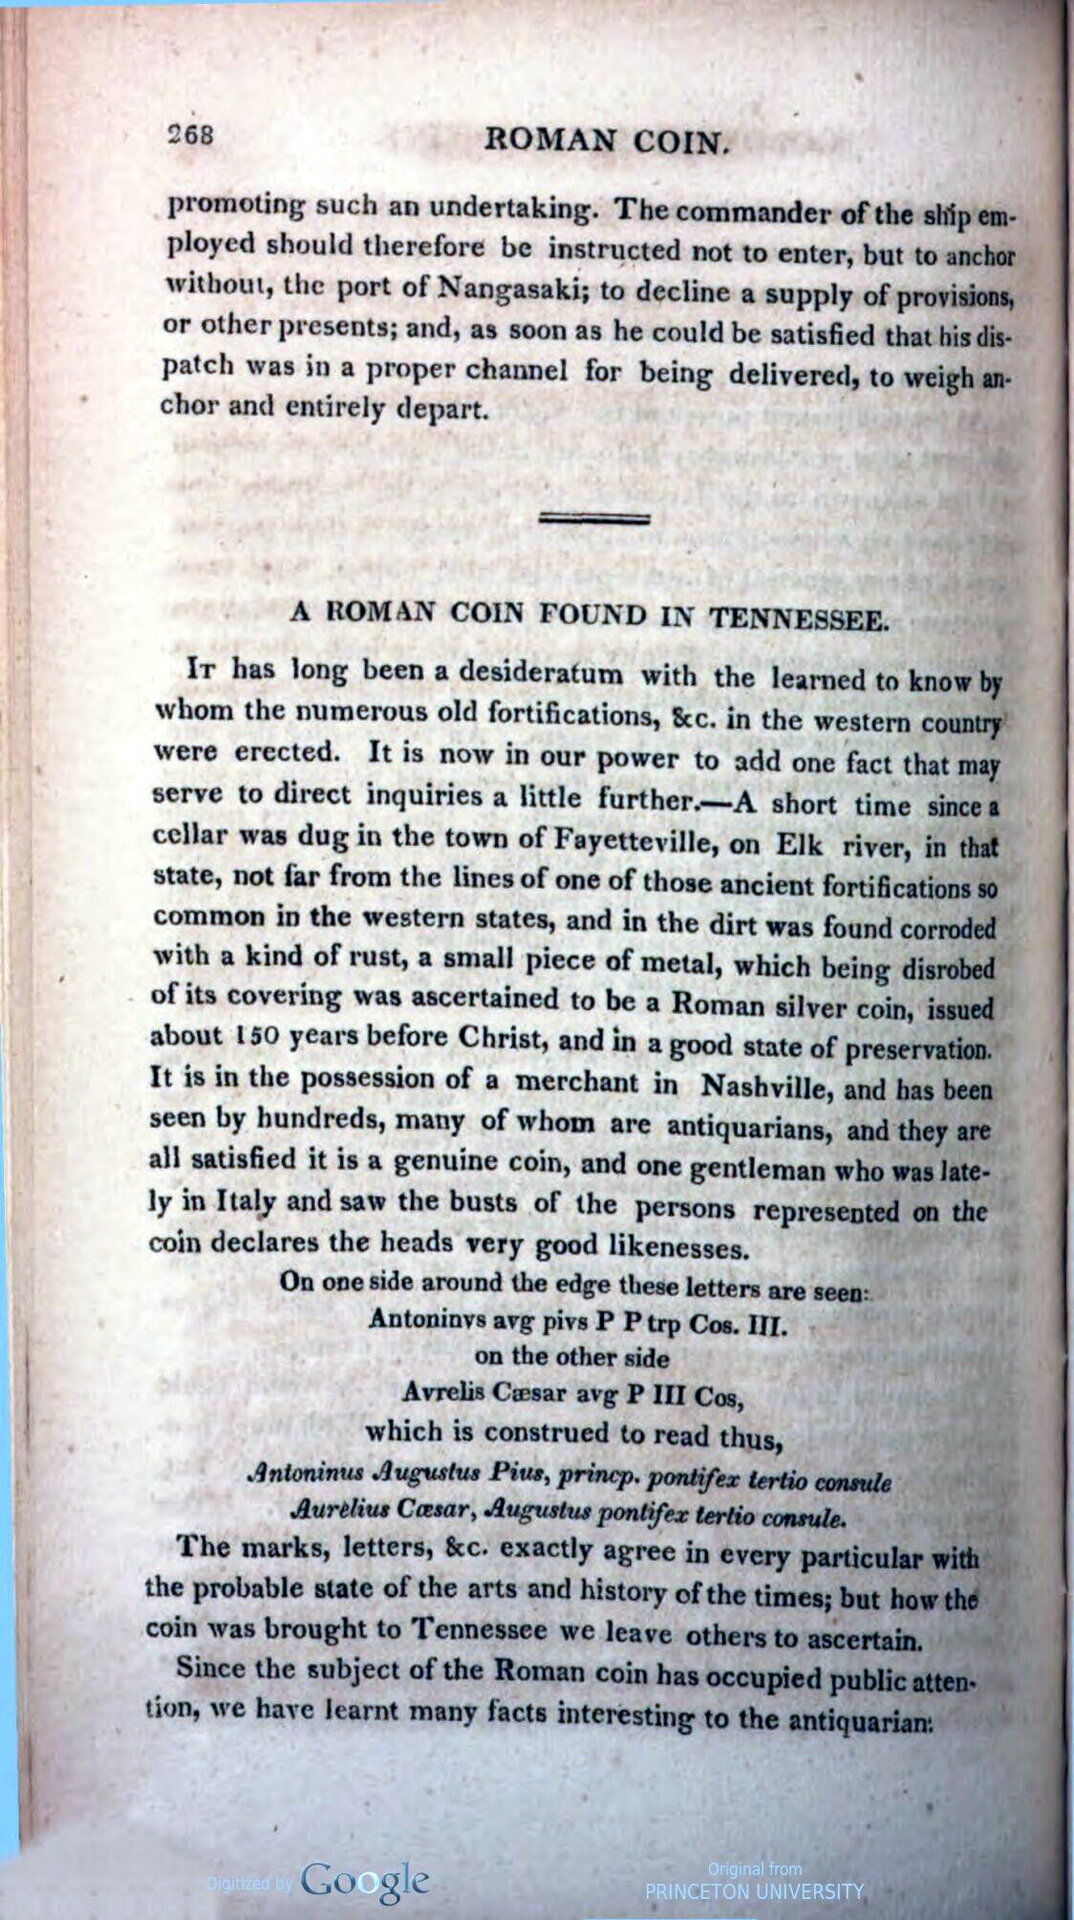 268
ROMAN COIN.
promoting such an undertaking. The commander of the ship em-
ployed should therefore be instructed not to enter, but to anchor
without, the port of Nangasaki; to decline a supply of provisions,
or other presents; and, as soon as he could be satisfied that his dis-
patch was in a proper channel for being delivered, to weigh an-
chor and entirely depart.
A ROMAN COIN FOUND IN TENNESSEE.
IT has long been a desideratum with the learned to know by
whom the numerous old fortifications, &c. in the western country
were erected. It is now in our power to add one fact that may
serve to direct inquiries a little further.—A short time since a
cellar was dug in the town of Fayetteville, on Elk river, in that
state, not far from the lines of one of those ancient fortifications so
common in the western states, and in the dirt was found corroded
with a kind of rust, a small piece of metal, which being disrobed
of its covering was ascertained to be a Roman silver coin, issued
about 150 years before Christ, and in a good state of preservation.
It is in the possession of a merchant in Nashville, and has been
seen by hundreds, many of whom are antiquarians, and they are
all satisfied it is a genuine coin, and one gentleman who was late-
ly in Italy and saw the busts of the persons represented on the
coin declares the heads very good likenesses.
On one side around the edge these letters are seen:
Antoninvs avg pivs P P trp Cos. III.
on the other side
Avrelis Cæsar avg P III Cos,
which is construed to read thus,
Antoninus Augustus Pius, princp. pontifex tertio consule
Aurelius Cæsar, Augustus pontifex tertio consule.
The marks, letters, &c. exactly agree in every particular with
the probable state of the arts and history of the times; but how the
coin was brought to Tennessee we leave others to ascertain.
Since the subject of the Roman coin has occupied public atten-
tion, we have learnt many facts interesting to the antiquarian:
Digitized by Google
Original from
PRINCETON UNIVERSITY